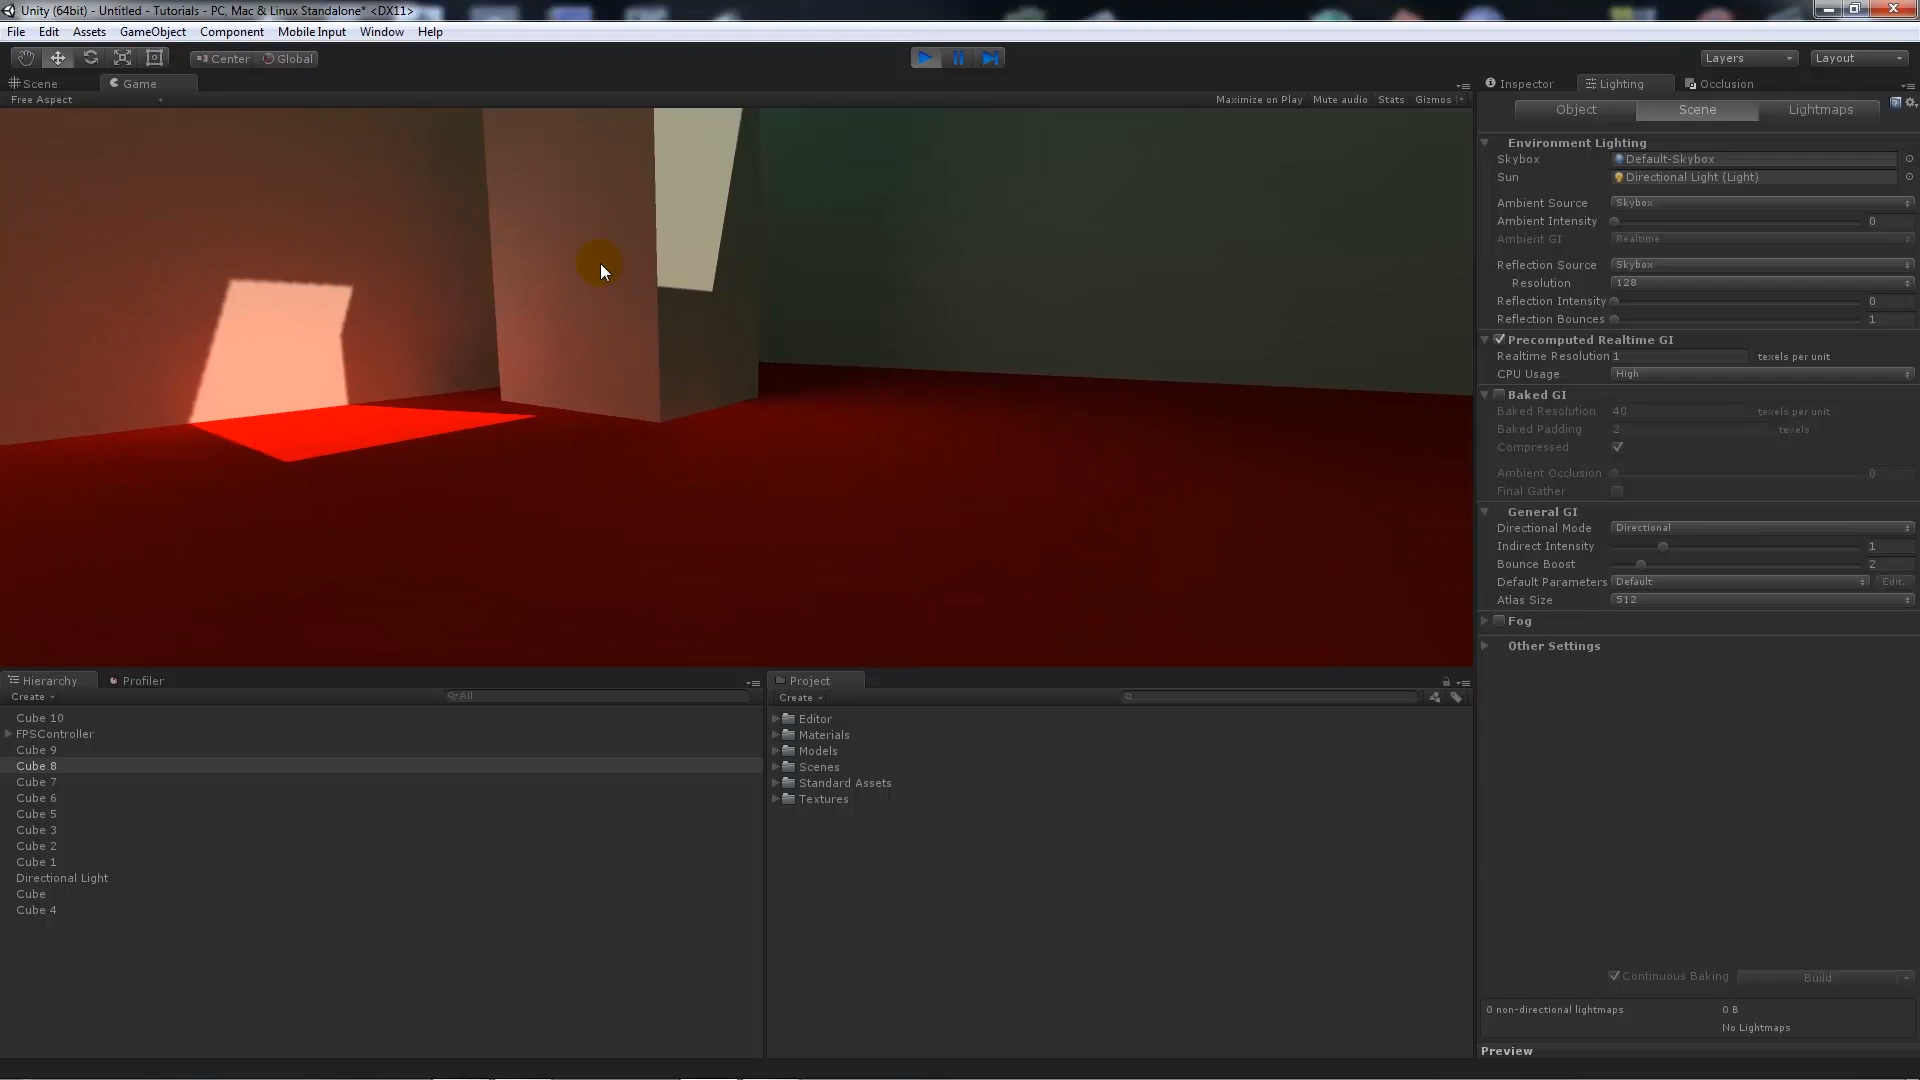 Unity (64bit) - Untitled - Tutorials - PC, Mac & Linux Standalone* <DX11>
File Edit Assets GameObject Component Mobile Input Window Help
Center Global Layers Layout
Scene Game
Free Aspect Maximize on Play Mute audio Stats Gizmos
Inspector Lighting Occlusion
Object Scene Lightmaps
Environment Lighting
Skybox Default-Skybox
Sun Directional Light (Light)
Ambient Source Skybox
Ambient Intensity 0
Ambient GI Realtime
Reflection Source Skybox
Resolution 128
Reflection Intensity 0
Reflection Bounces 1
Precomputed Realtime GI
Realtime Resolution 1 texels per unit
CPU Usage High
Baked GI
Baked Resolution 40 texels per unit
Baked Padding 2 texels
Compressed
Ambient Occlusion 0
Final Gather
General GI
Directional Mode Directional
Indirect Intensity 1
Bounce Boost 2
Default Parameters Default Edit...
Atlas Size 512
Fog
Other Settings
Continuous Baking Build
0 non-directional lightmaps 0 B
No Lightmaps
Preview
Hierarchy Profiler
Create All
Cube 10
FPSController
Cube 9
Cube 8
Cube 7
Cube 6
Cube 5
Cube 3
Cube 2
Cube 1
Directional Light
Cube
Cube 4
Project
Create
Editor
Materials
Models
Scenes
Standard Assets
Textures